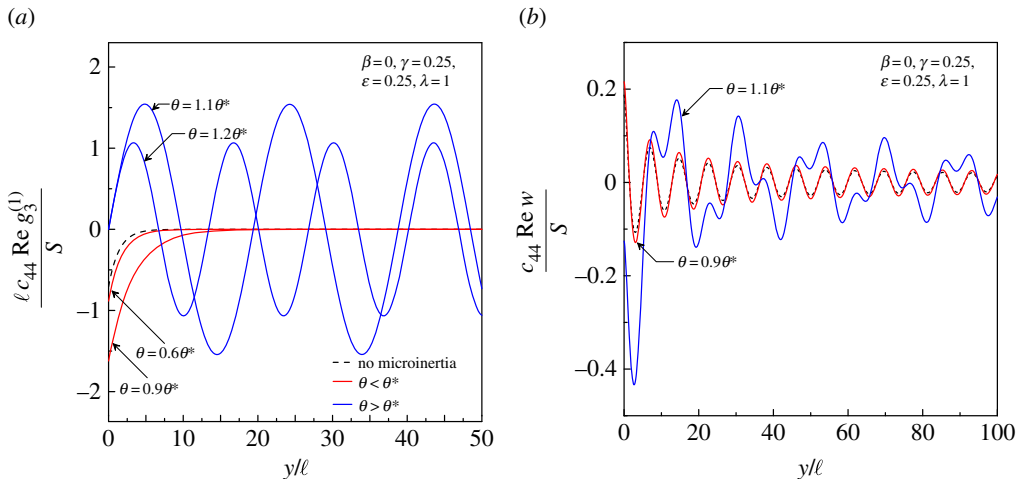 (a)
(b)
β=0, γ=0.25,
ε=0.25, λ=1
θ=1.1θ*
θ=1.2θ*
θ=0.6θ*
θ=0.9θ*
no microinertia
θ<θ*
θ>θ*
2
1
0
−1
−2
ℓ c₄₄ Re g₃⁽¹⁾
S
0 10 20 30 40 50
y/ℓ
β=0, γ=0.25,
ε=0.25, λ=1
θ=1.1θ*
θ=0.9θ*
0.2
0
−0.2
−0.4
c₄₄ Re w
S
0 20 40 60 80 100
y/ℓ